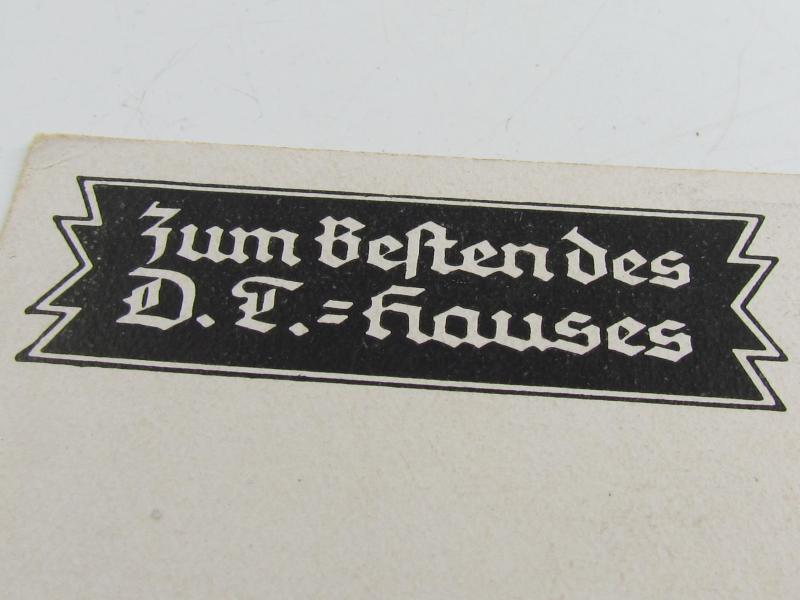 Zum Beſten des
D. T.=Hauses